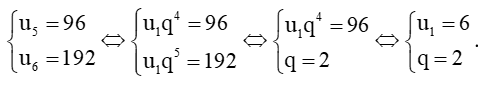 {u₅ = 96 ⇔ {u₁q⁴ = 96 ⇔ {u₁q⁴ = 96 ⇔ {u₁ = 6
{u₆ = 192 {u₁q⁵ = 192 {q = 2 {q = 2 .